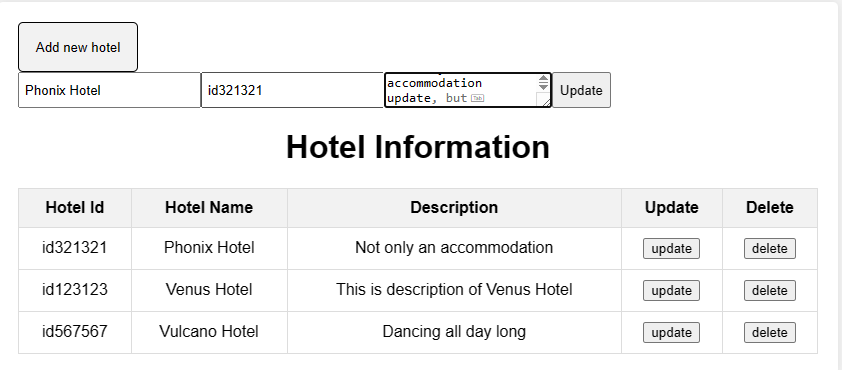 Add new hotel
Phonix Hotel id321321 accommodation Update
update, but Tab
Hotel Information
Hotel Id Hotel Name Description Update Delete
id321321 Phonix Hotel Not only an accommodation update delete
id123123 Venus Hotel This is description of Venus Hotel update delete
id567567 Vulcano Hotel Dancing all day long update delete